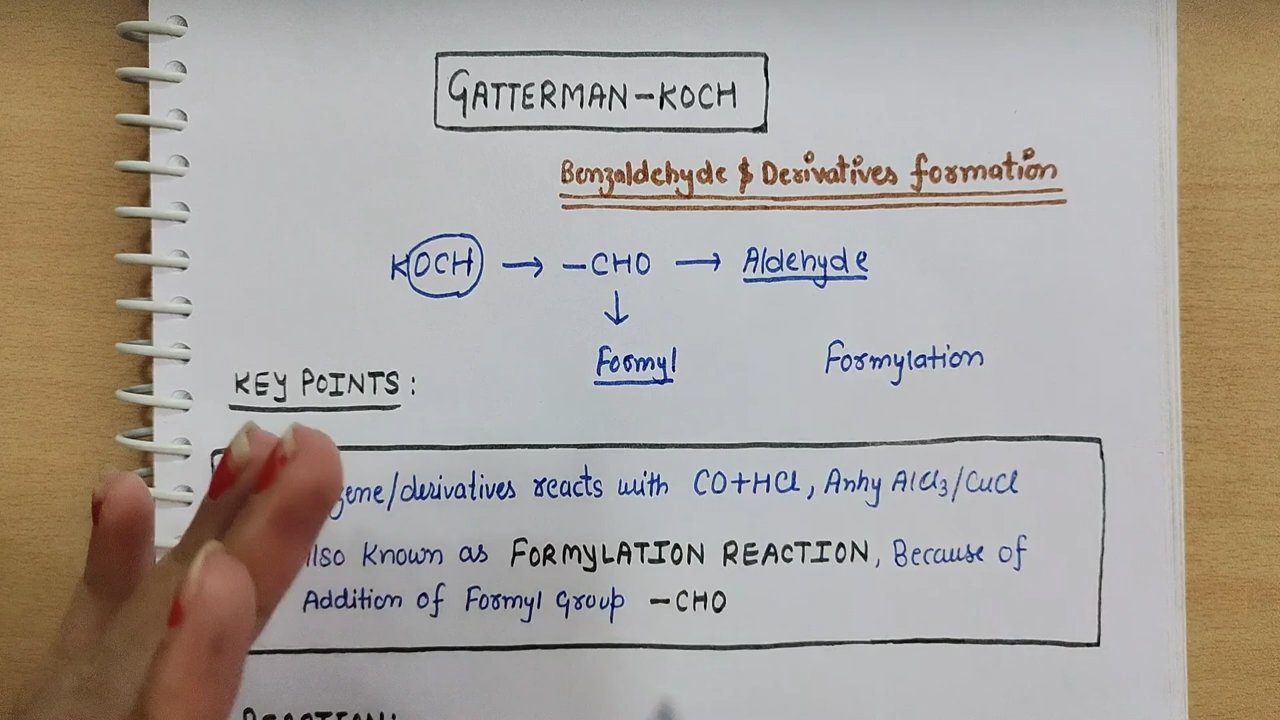 GATTERMAN-KOCH
Benzaldehyde & Derivatives formation
KOCH → -CHO → Aldehyde
↓
Formyl Formylation
KEY POINTS:
/derivatives reacts with CO+HCl, Anhy AlCl₃/CuCl
Known as FORMYLATION REACTION, Because of
Addition of Formyl Group -CHO